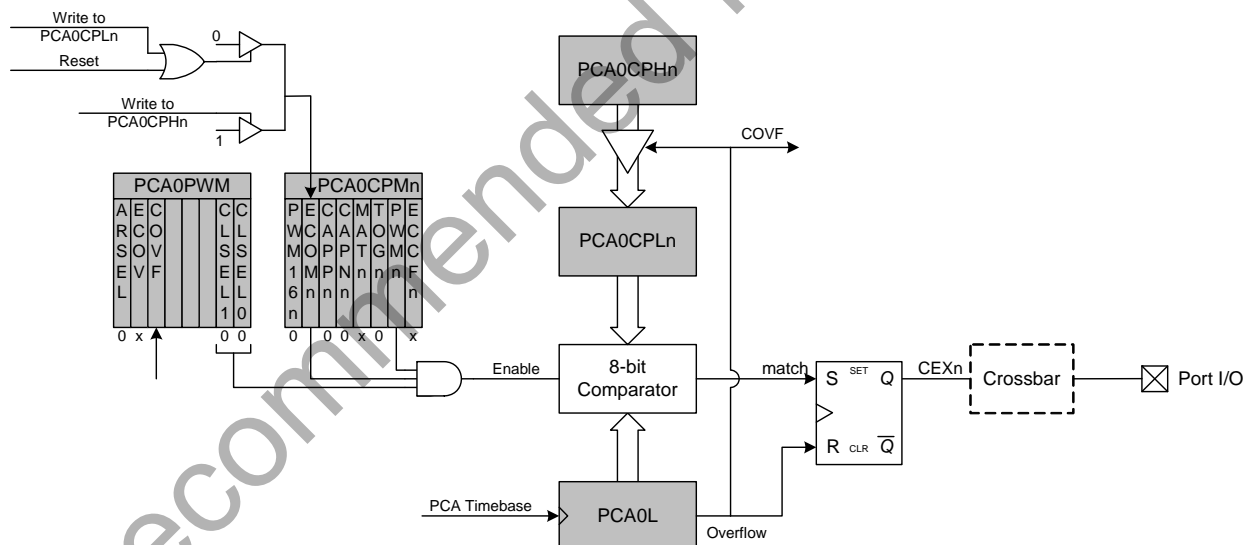 Write to
PCA0CPLn
Reset
0
Write to
PCA0CPHn
1
PCA0CPHn
COVF
PCA0PWM
ARSEL
ECOV
COVF
CLSEL1
CLSEL0
0 x 0 0
PCA0CPMn
PWM16n
ECOMn
CAPPn
CAPNn
MATn
TOGn
PWMn
ECCFn
0 0 0 x 0 x
PCA0CPLn
Enable
8-bit
Comparator
match
S SET Q
R CLR Q
CEXn
Crossbar
Port I/O
PCA Timebase
PCA0L
Overflow
ecommended